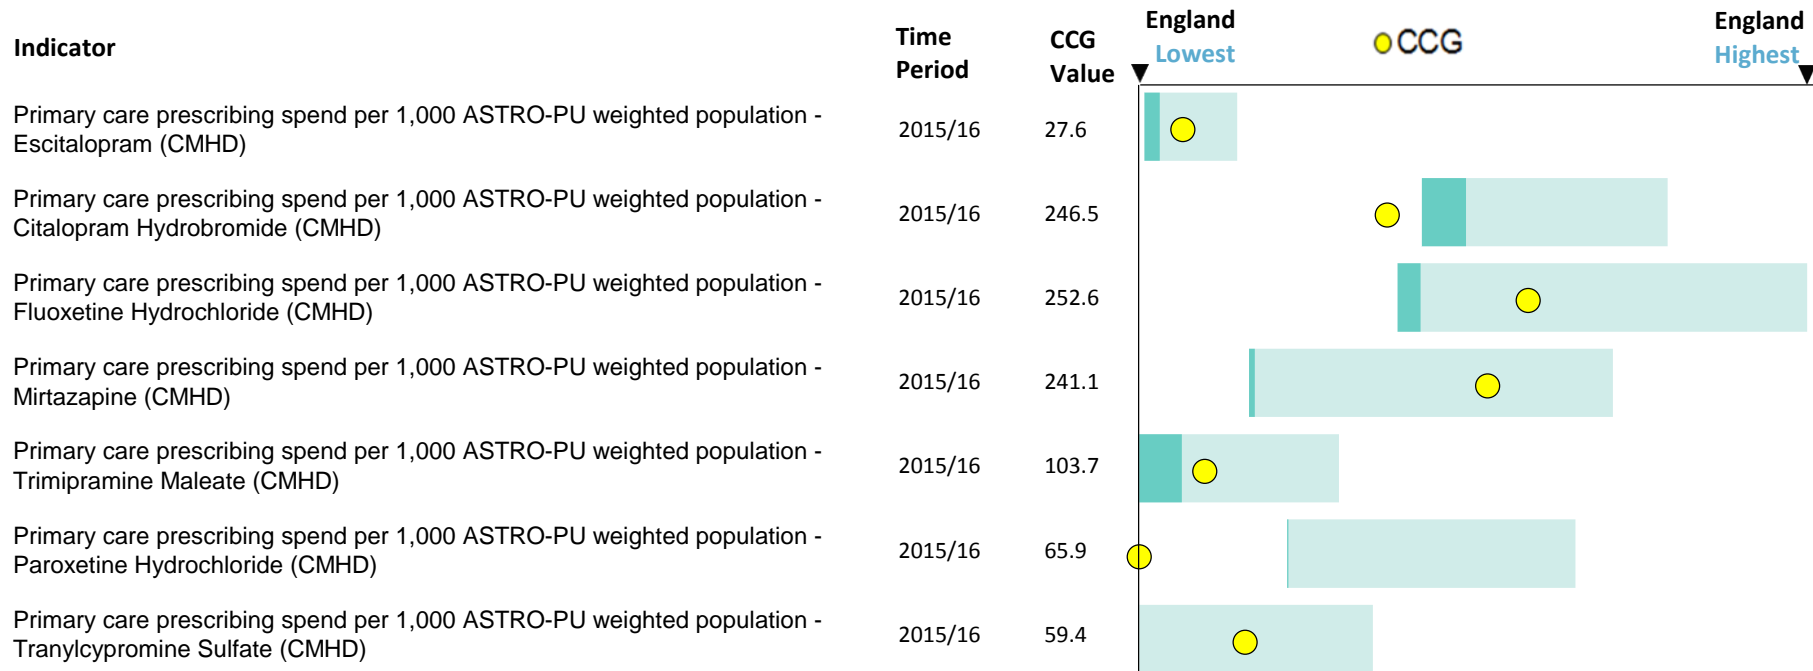 Indicator
Time Period
CCG Value
England Lowest
CCG
England Highest
Primary care prescribing spend per 1,000 ASTRO-PU weighted population -
Escitalopram (CMHD)
2015/16
27.6
Primary care prescribing spend per 1,000 ASTRO-PU weighted population -
Citalopram Hydrobromide (CMHD)
2015/16
246.5
Primary care prescribing spend per 1,000 ASTRO-PU weighted population -
Fluoxetine Hydrochloride (CMHD)
2015/16
252.6
Primary care prescribing spend per 1,000 ASTRO-PU weighted population -
Mirtazapine (CMHD)
2015/16
241.1
Primary care prescribing spend per 1,000 ASTRO-PU weighted population -
Trimipramine Maleate (CMHD)
2015/16
103.7
Primary care prescribing spend per 1,000 ASTRO-PU weighted population -
Paroxetine Hydrochloride (CMHD)
2015/16
65.9
Primary care prescribing spend per 1,000 ASTRO-PU weighted population -
Tranylcypromine Sulfate (CMHD)
2015/16
59.4